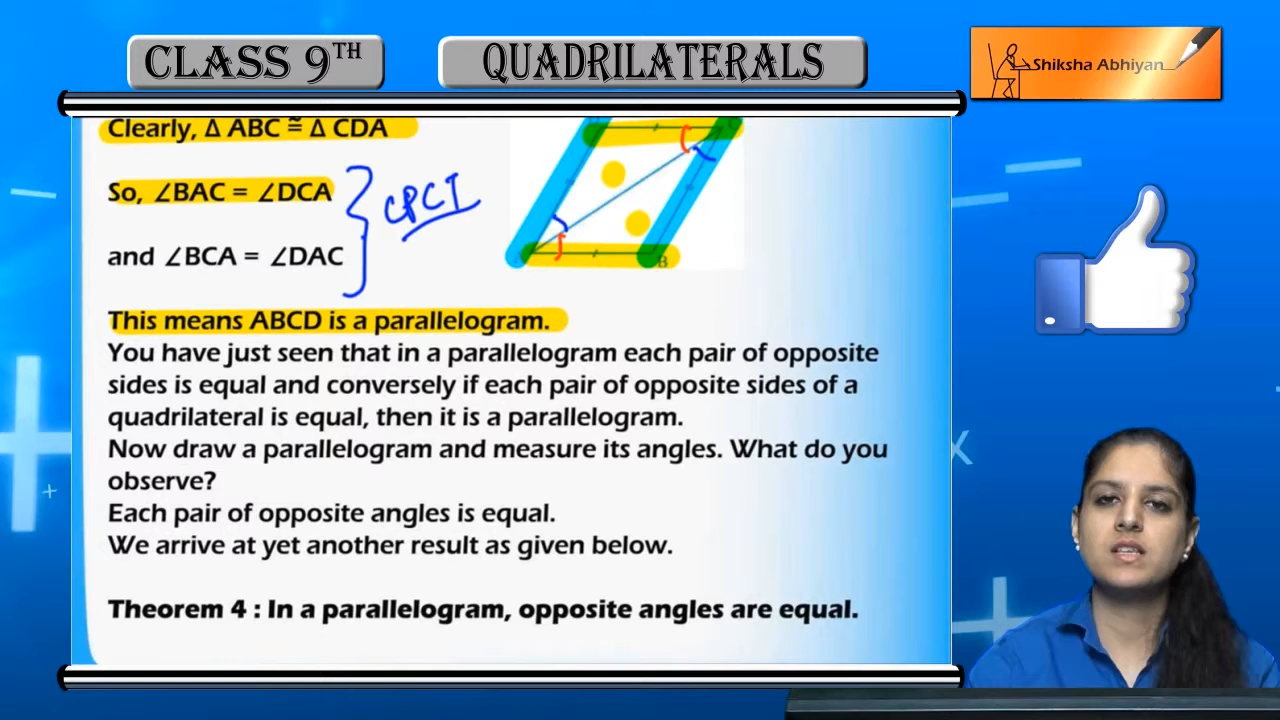 CLASS 9TH
QUADRILATERALS
Shiksha Abhiyan
Clearly, Δ ABC ≅ Δ CDA
So, ∠BAC = ∠DCA
CPCT
and ∠BCA = ∠DAC
B
This means ABCD is a parallelogram.
You have just seen that in a parallelogram each pair of opposite
sides is equal and conversely if each pair of opposite sides of a
quadrilateral is equal, then it is a parallelogram.
Now draw a parallelogram and measure its angles. What do you
observe?
Each pair of opposite angles is equal.
We arrive at yet another result as given below.
Theorem 4 : In a parallelogram, opposite angles are equal.